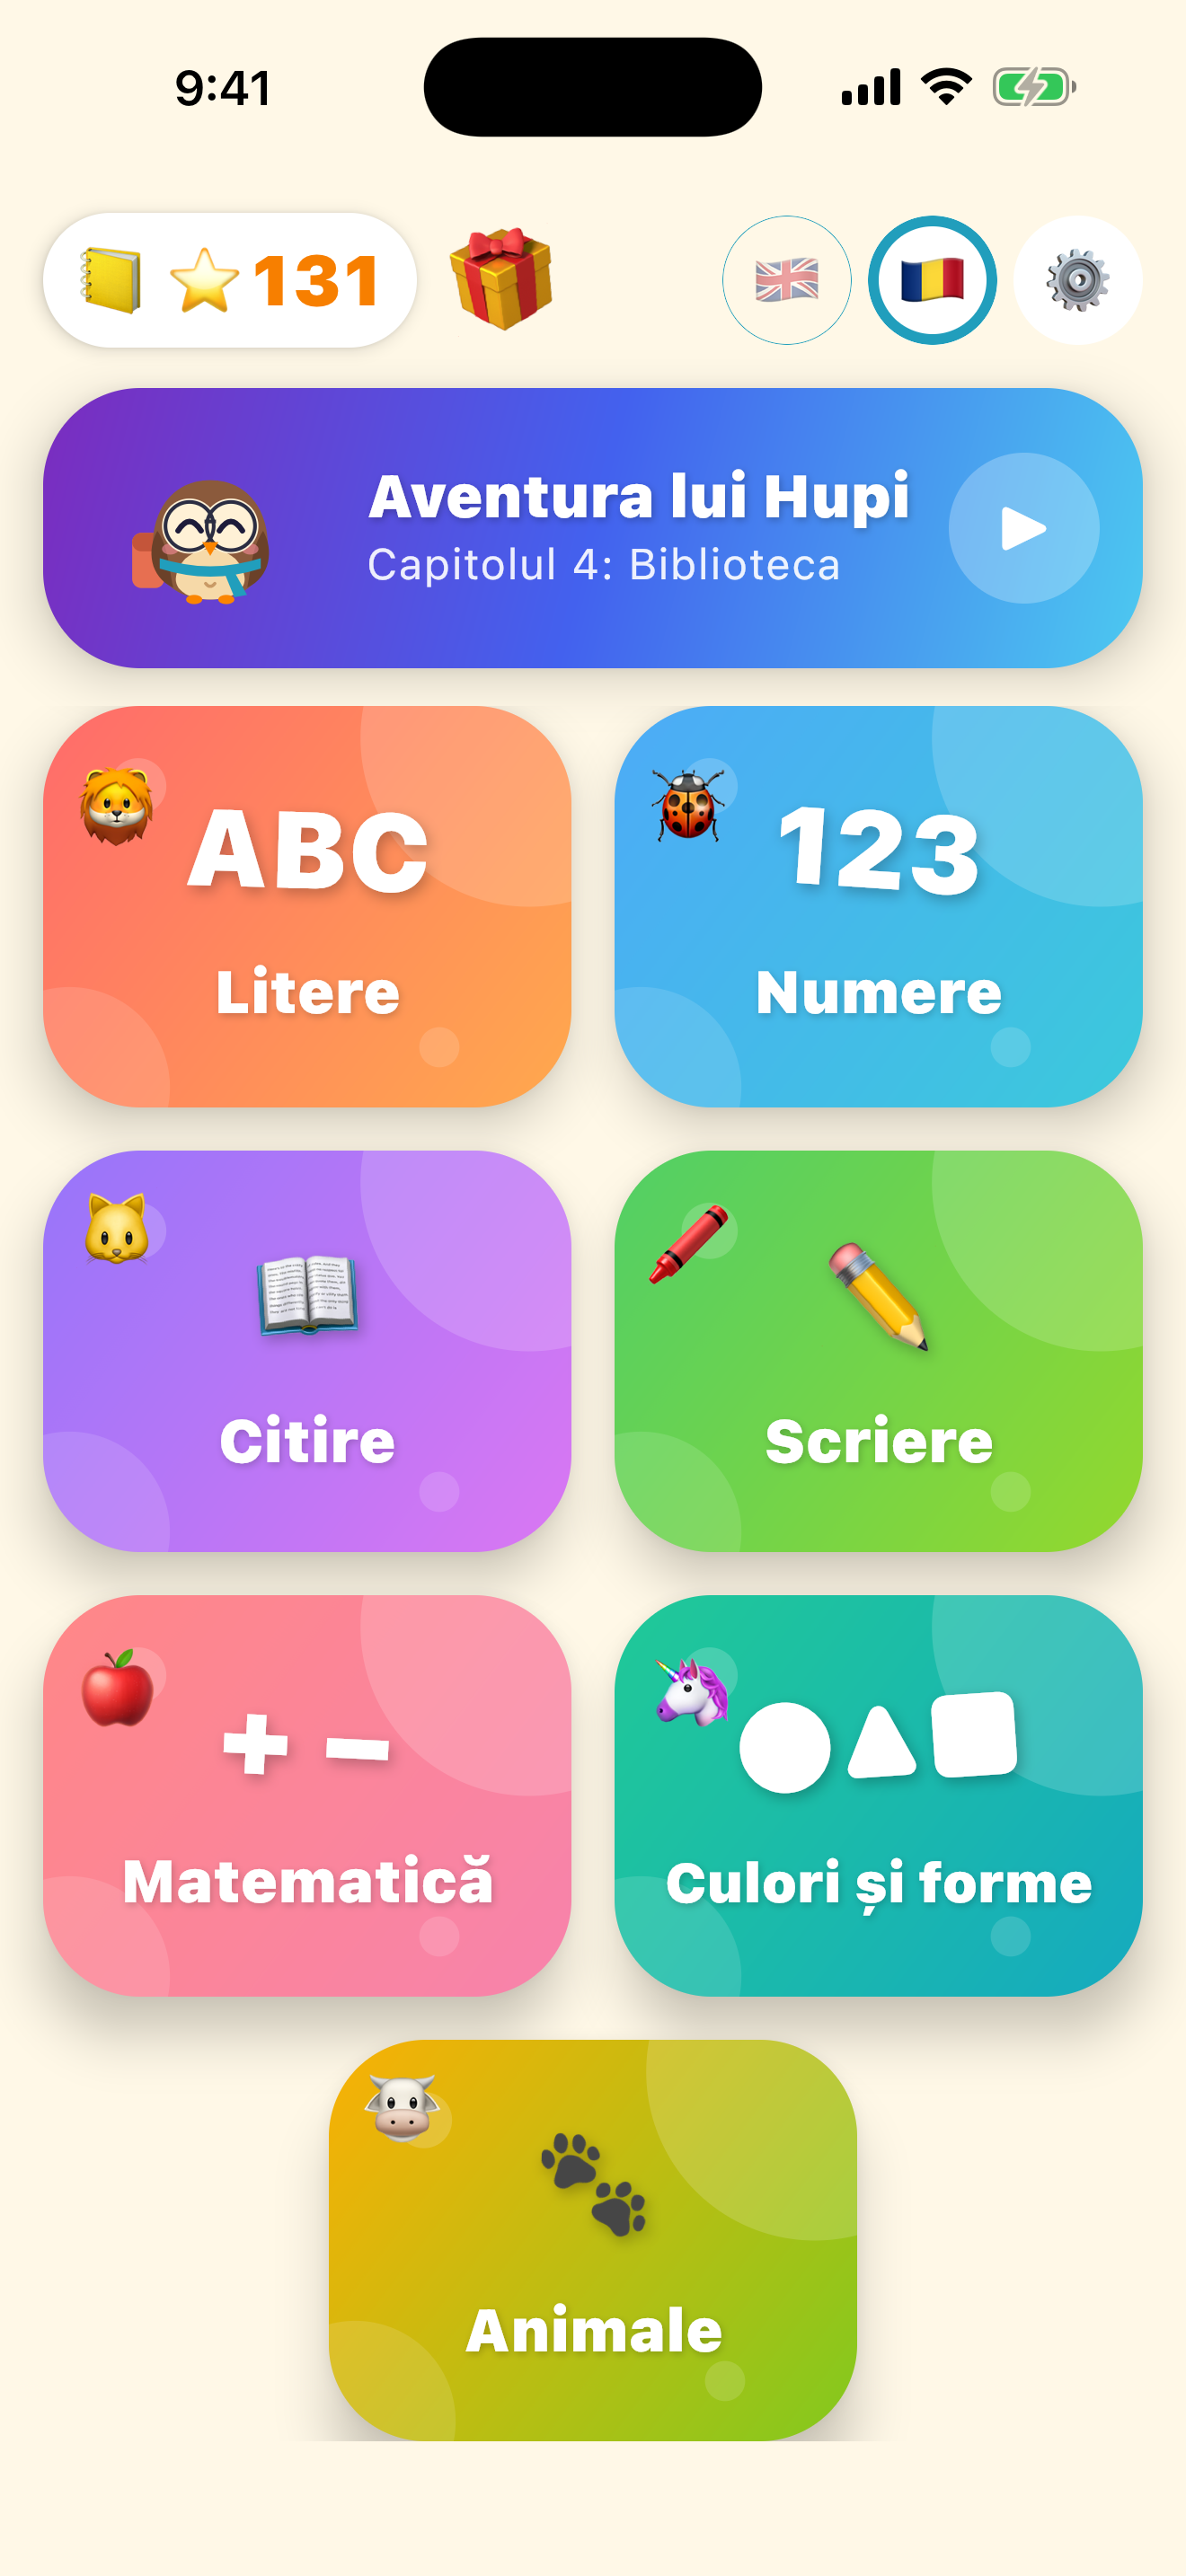 9:41
131
Aventura lui Hupi
Capitolul 4: Biblioteca
ABC
123
Litere
Numere
Citire
Scriere
+ −
Matematică
Culori și forme
Animale